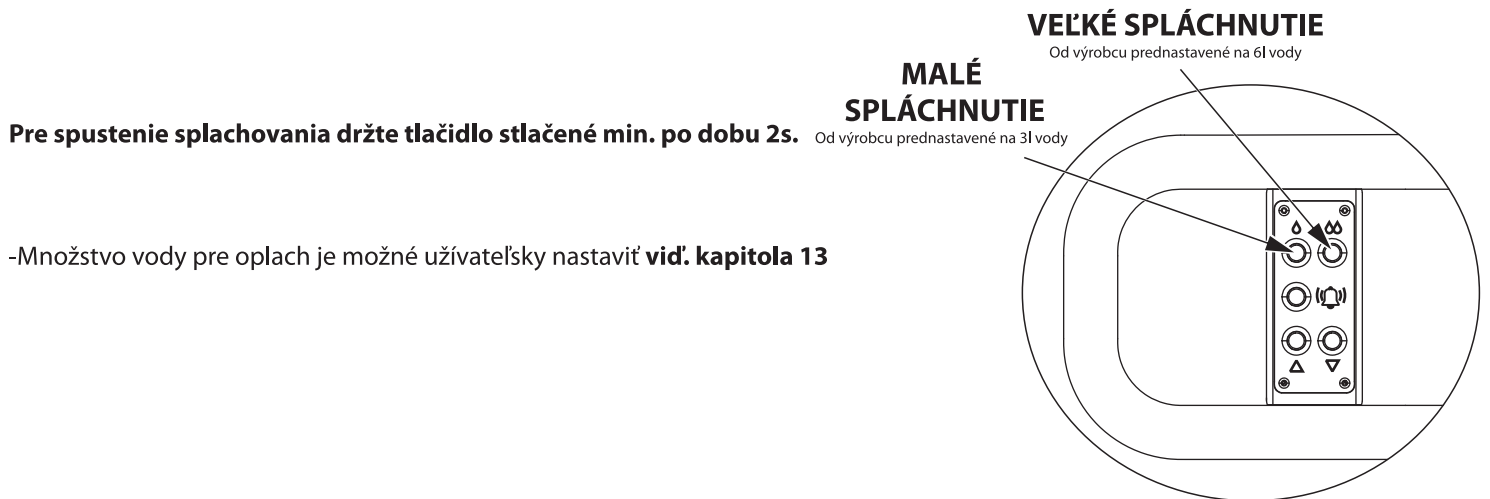 VEĽKÉ SPLÁCHNUTIE
Od výrobcu prednastavené na 6l vody
MALÉ
SPLÁCHNUTIE
Od výrobcu prednastavené na 3l vody
Pre spustenie splachovania držte tlačidlo stlačené min. po dobu 2s.
-Množstvo vody pre oplach je možné užívateľsky nastaviť viď. kapitola 13